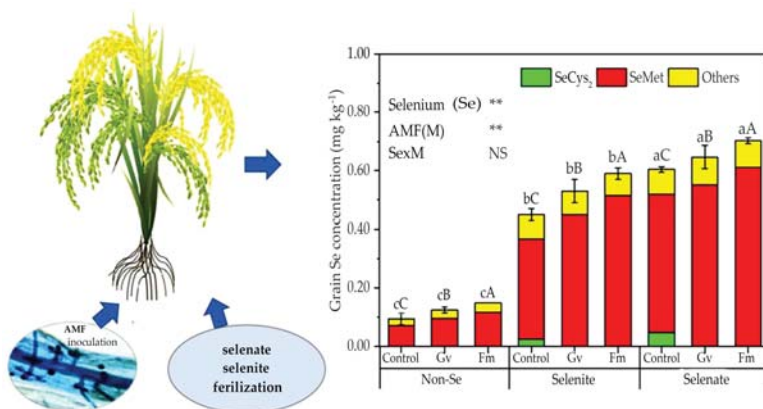 AMF
inoculation
selenate
selenite
ferilization
Grain Se concentration (mg kg⁻¹)
1.00
0.80
0.60
0.40
0.20
0.00
SeCys₂ SeMet Others
Selenium (Se) **
AMF(M) **
SexM NS
cC cB cA bC bB bA aC aB aA
Control Gv Fm Control Gv Fm Control Gv Fm
Non-Se Selenite Selenate